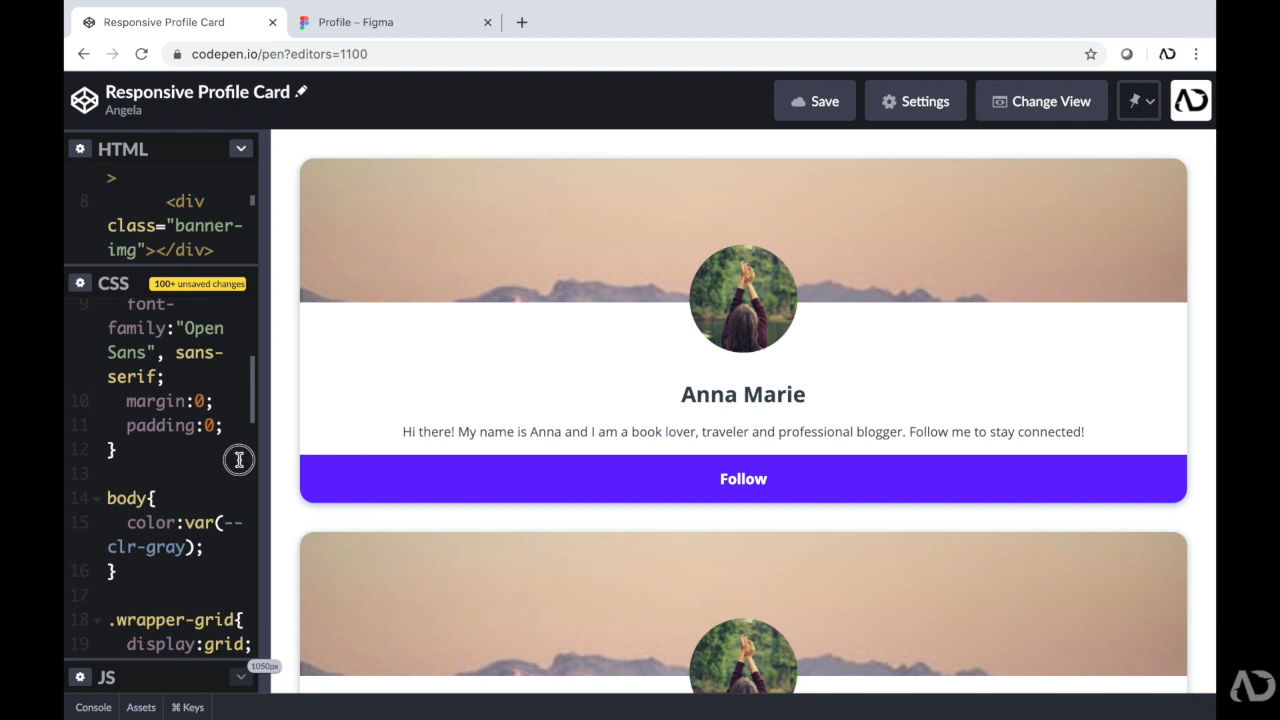 Responsive Profile Card
Profile – Figma
codepen.io/pen?editors=1100
Responsive Profile Card
Angela
Save
Settings
Change View
HTML
>
8 <div
class="banner-
img"></div>
CSS
100+ unsaved changes
9 font-
family:"Open
Sans", sans-
serif;
10 margin:0;
11 padding:0;
12 }
13
14 body{
15 color:var(--
clr-gray);
16 }
17
18 .wrapper-grid{
19 display:grid;
JS
1050px
Console
Assets
⌘ Keys
Anna Marie
Hi there! My name is Anna and I am a book lover, traveler and professional blogger. Follow me to stay connected!
Follow